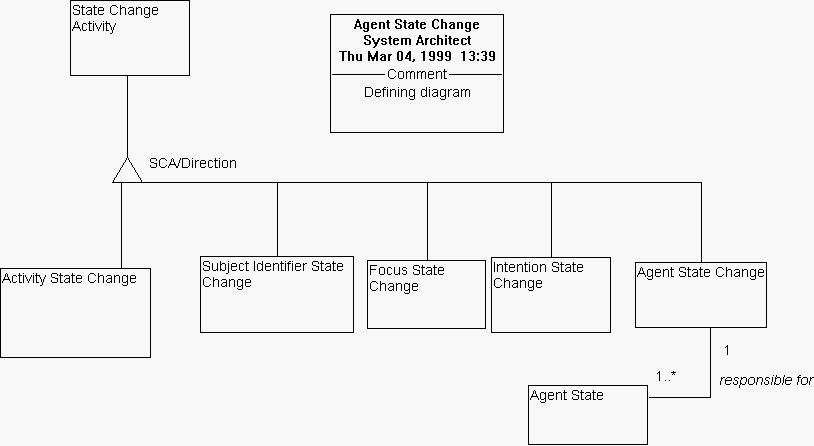 State Change
Activity
Agent State Change
System Architect
Thu Mar 04, 1999 13:39
Comment
Defining diagram
SCA/Direction
Activity State Change
Subject Identifier State
Change
Focus State
Change
Intention State
Change
Agent State Change
1
1..*
responsible for
Agent State